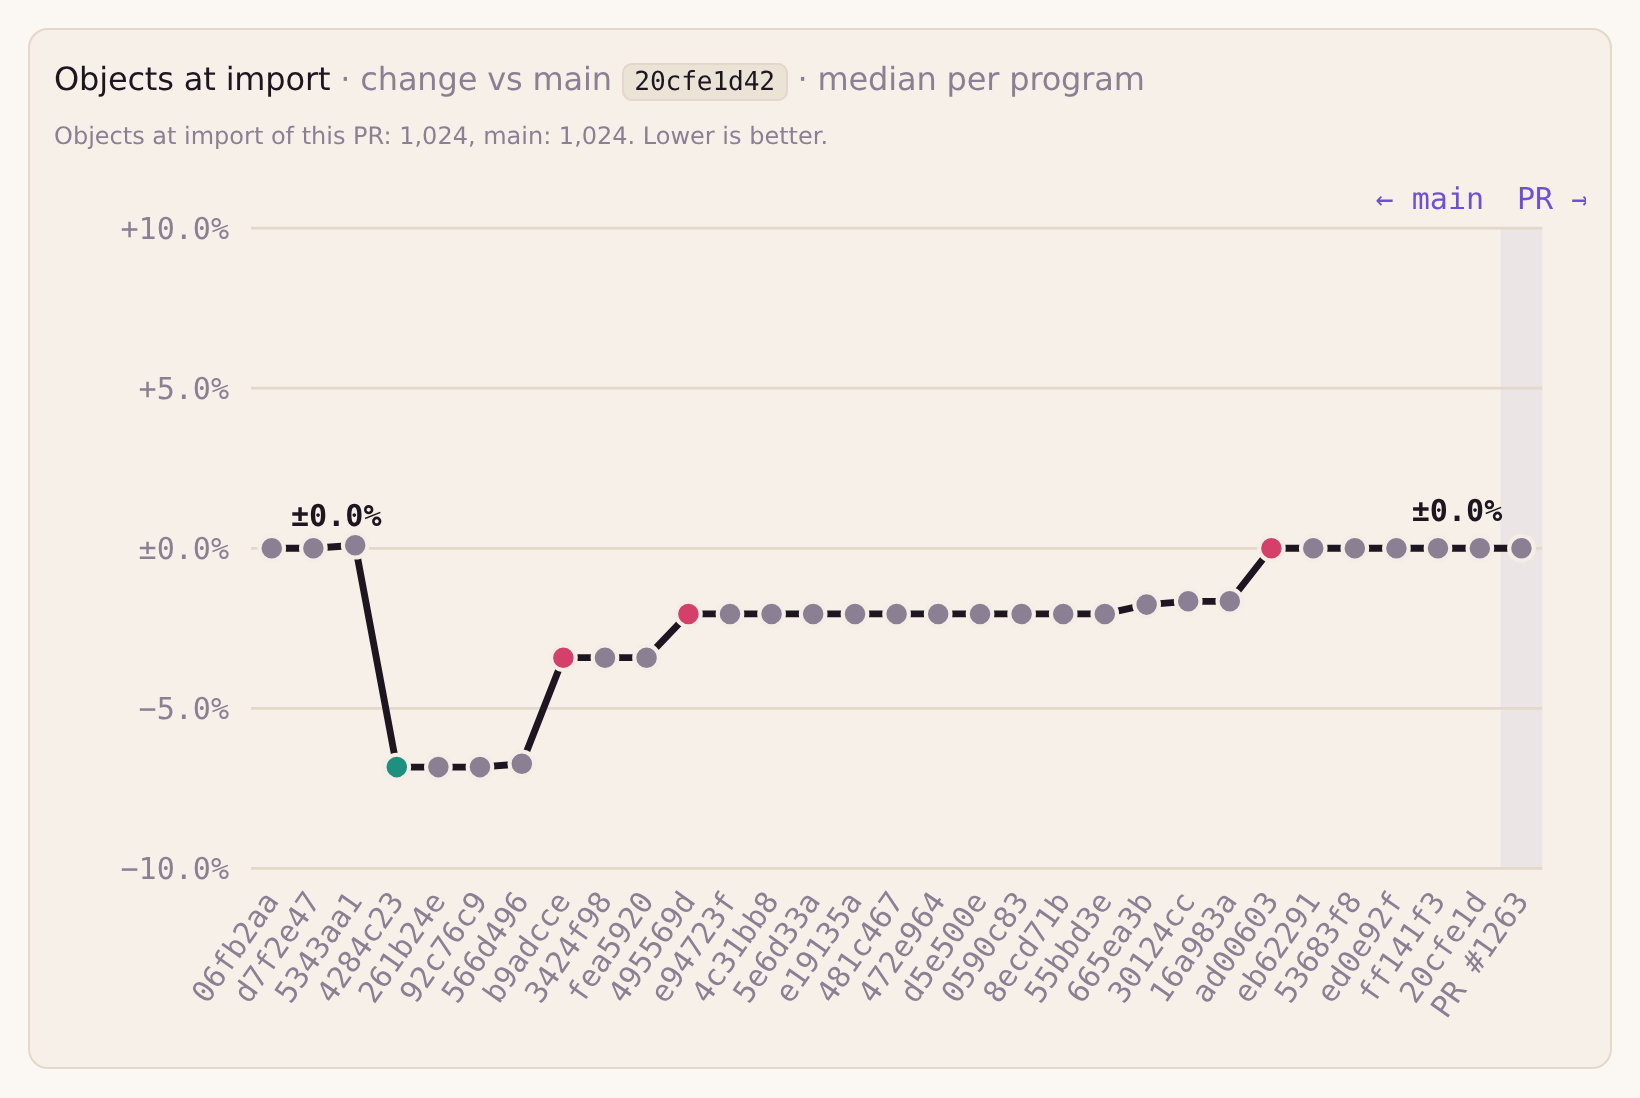 Objects at import · change vs main 20cfe1d42 · median per program
Objects at import of this PR: 1,024, main: 1,024. Lower is better.
← main PR →
+10.0%
+5.0%
±0.0%
−5.0%
−10.0%
±0.0%
±0.0%
06fb2aa
d7f2e47
5343aa1
4284c23
261b24e
92c76c9
566d496
b9adcce
3424f98
fea5920
495569d
e94723f
4c31bb8
5e6d33a
e19135a
481c467
472e964
d5e500e
0590c83
8ecd71b
55bbd3e
665ea3b
30124cc
16a983a
ad00603
eb62291
53683f8
ed0e92f
ff141f3
20cfe1d
PR #1263